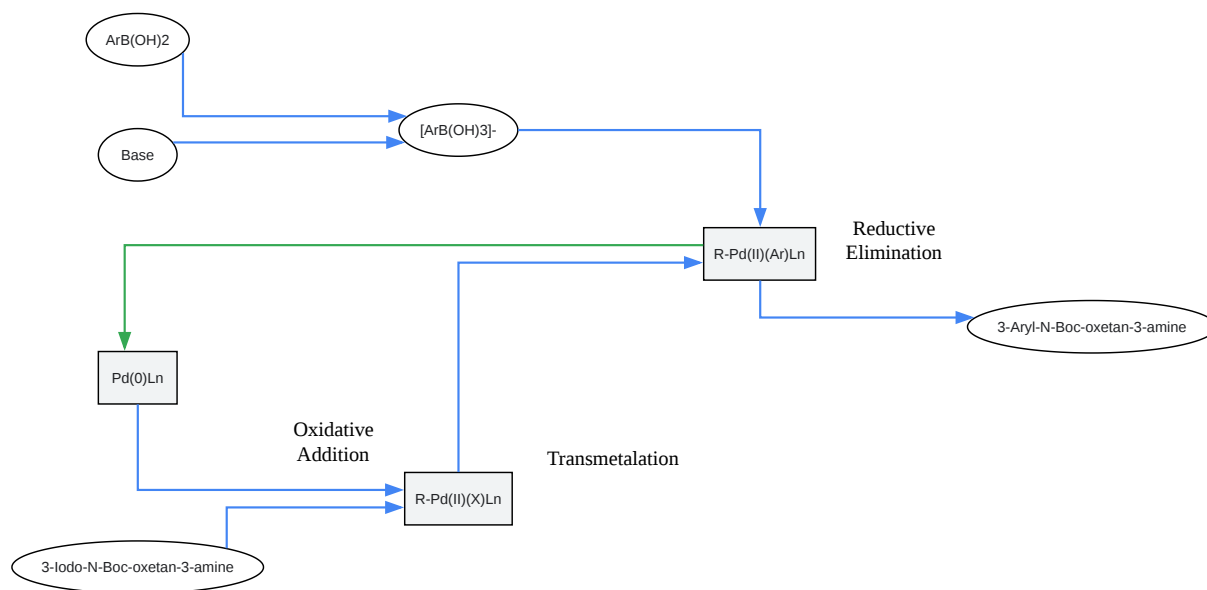 ArB(OH)2
[ArB(OH)3]-
Base
Reductive
Elimination
R-Pd(II)(Ar)Ln
3-Aryl-N-Boc-oxetan-3-amine
Pd(0)Ln
Oxidative
Addition
Transmetalation
R-Pd(II)(X)Ln
3-Iodo-N-Boc-oxetan-3-amine